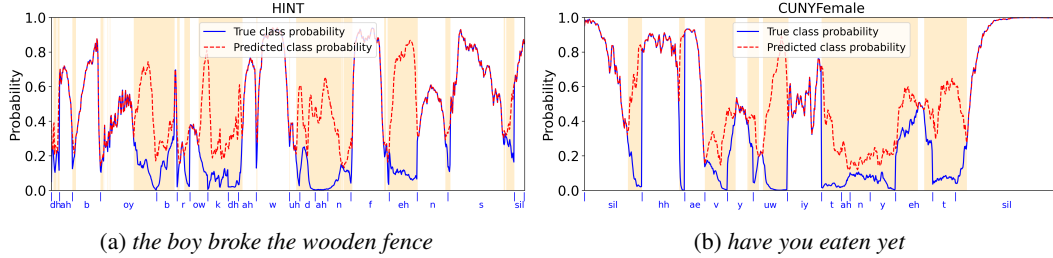 HINT
True class probability
Predicted class probability
Probability
1.0
0.8
0.6
0.4
0.2
0.0
dh ah b oy b r ow k dh ah w uh d ah n f eh n s sil
(a) the boy broke the wooden fence
CUNYFemale
True class probability
Predicted class probability
Probability
1.0
0.8
0.6
0.4
0.2
0.0
sil hh ae v y uw iy t ah n y eh t sil
(b) have you eaten yet